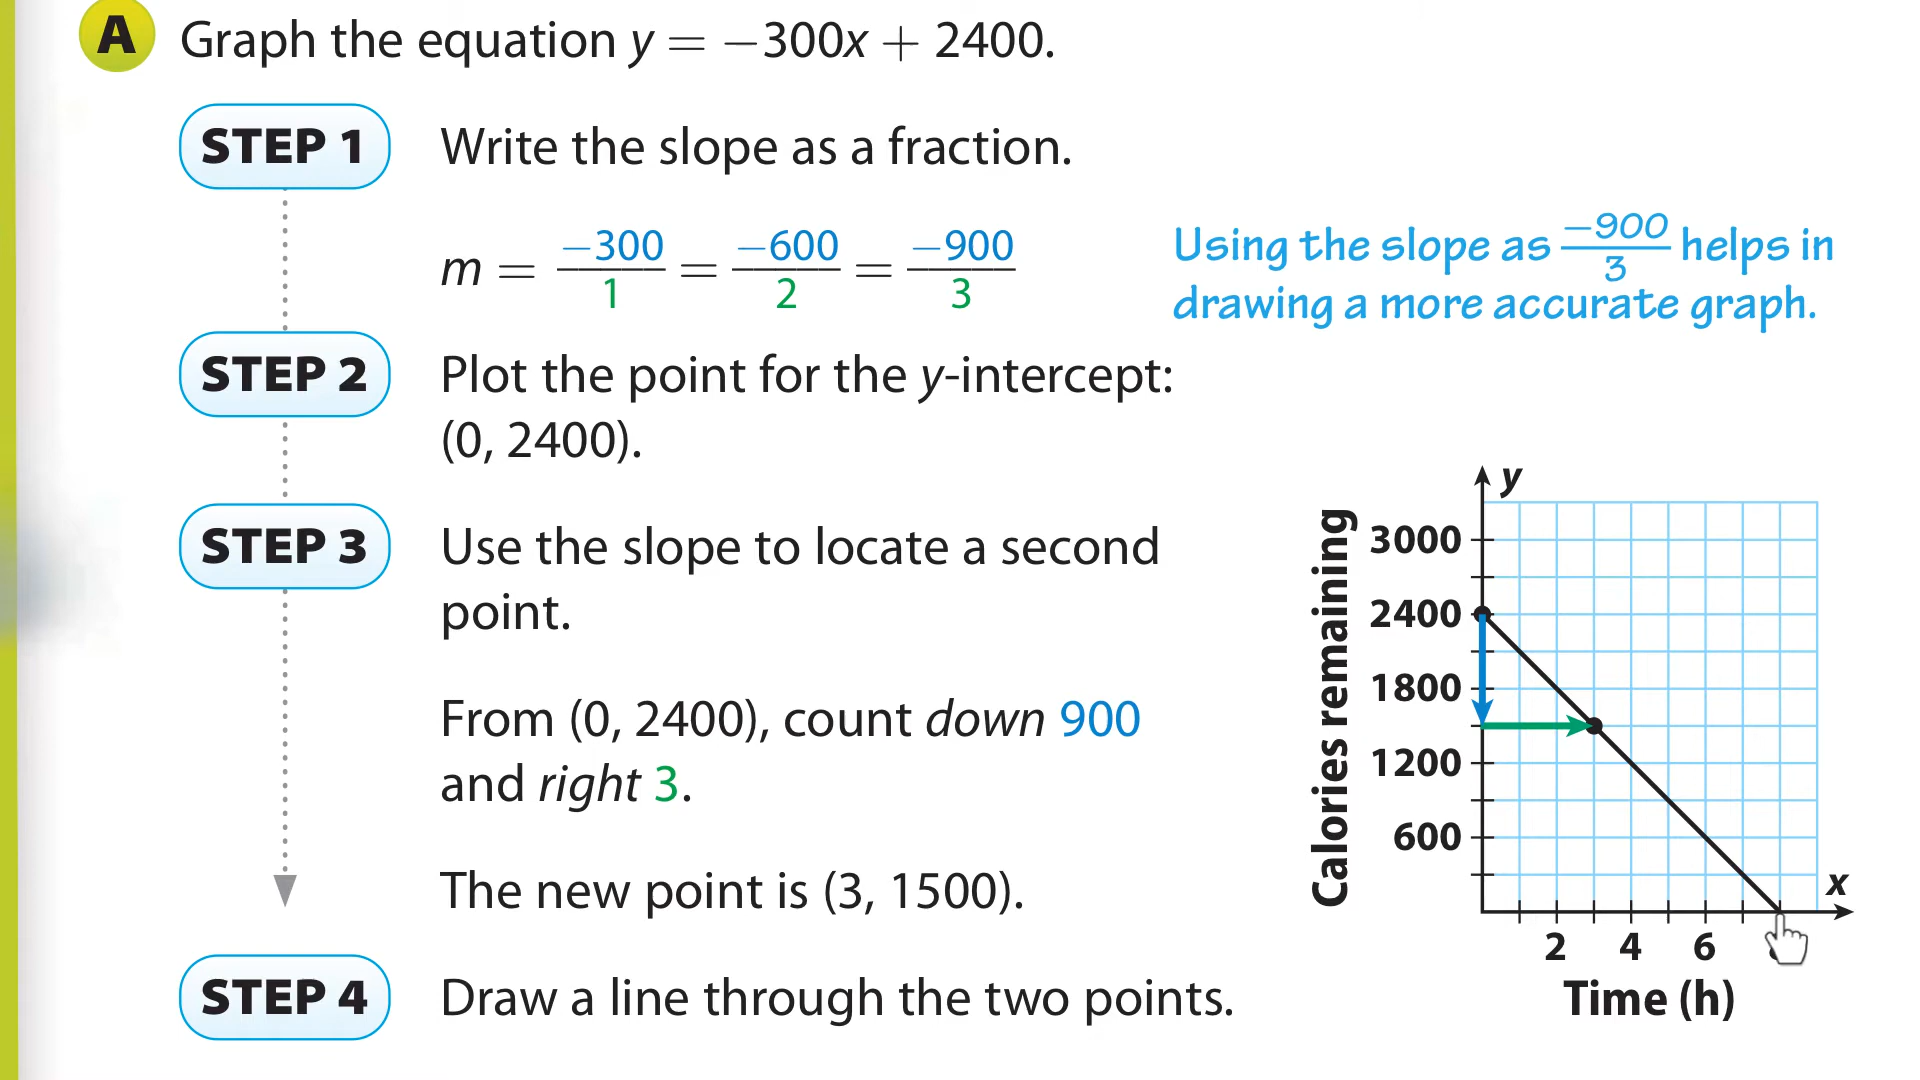 A Graph the equation y = −300x + 2400.
STEP 1 Write the slope as a fraction.
m = −300/1 = −600/2 = −900/3
Using the slope as −900/3 helps in
drawing a more accurate graph.
STEP 2 Plot the point for the y-intercept:
(0, 2400).
STEP 3 Use the slope to locate a second
point.
From (0, 2400), count down 900
and right 3.
The new point is (3, 1500).
STEP 4 Draw a line through the two points.
y
Calories remaining
3000
2400
1800
1200
600
x
2 4 6
Time (h)